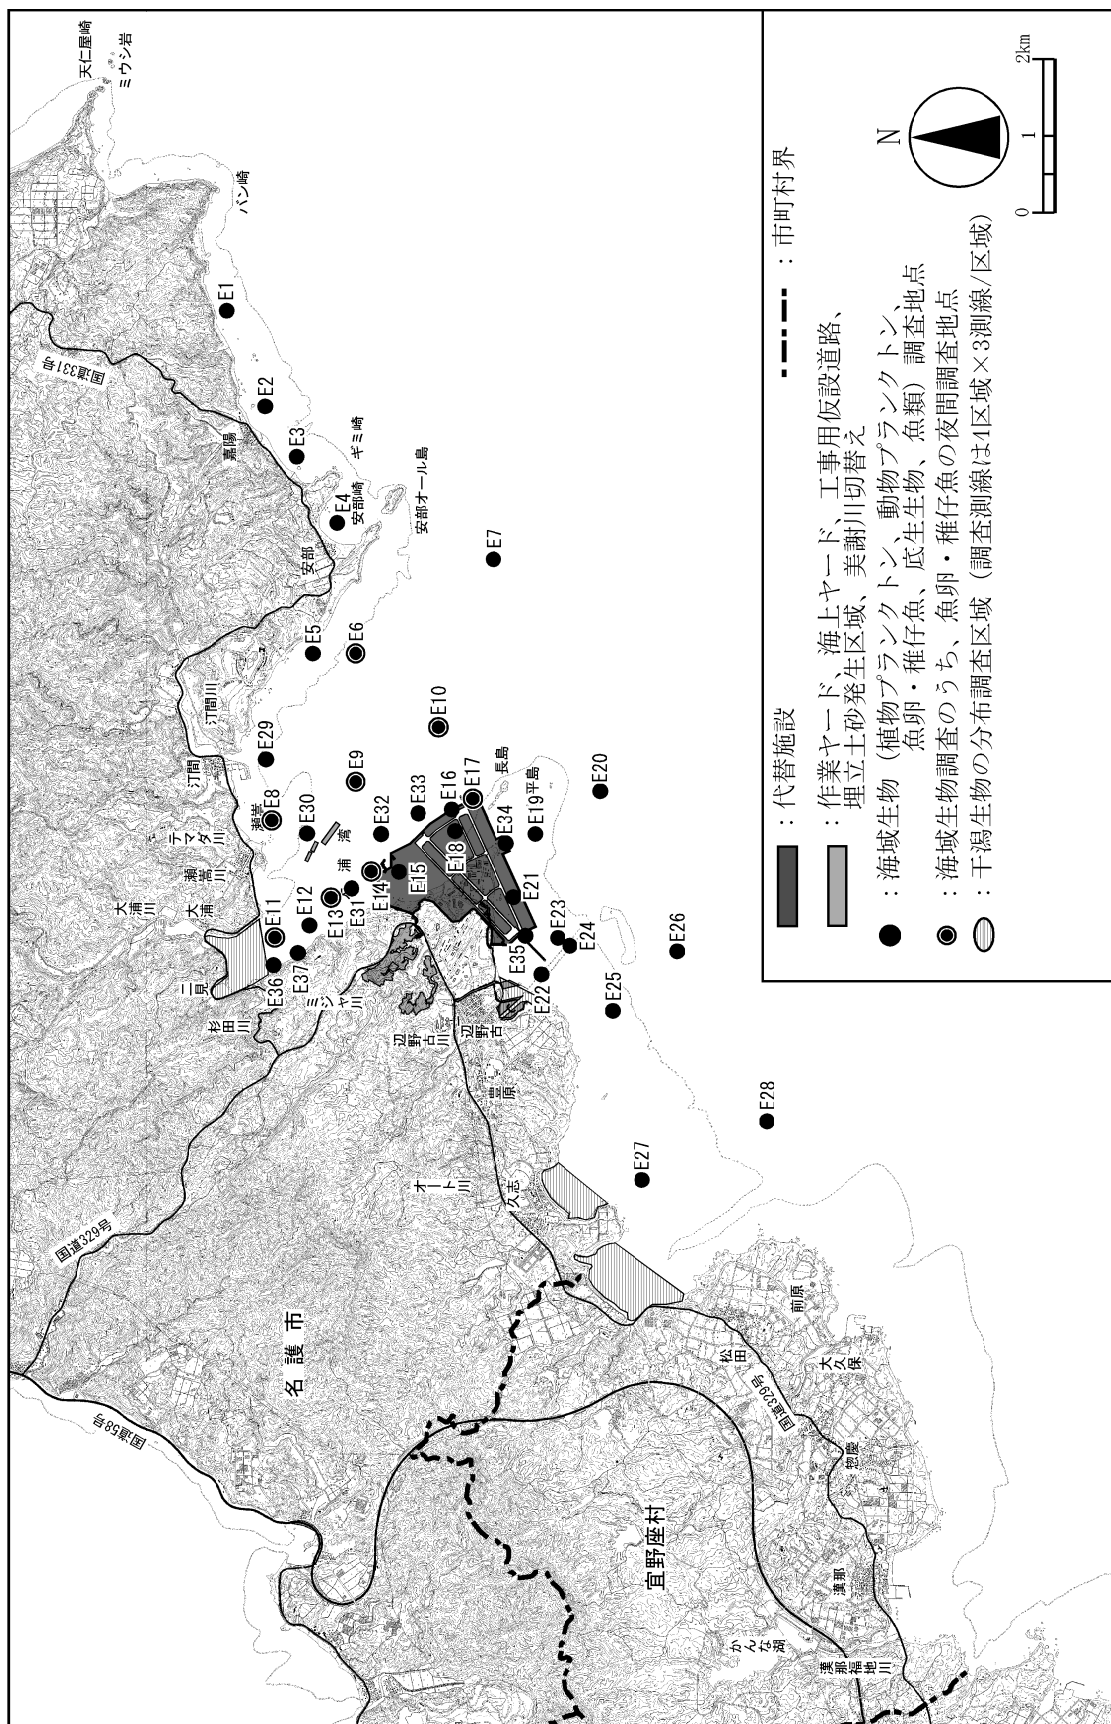 天仁屋崎
ミウシ岩
バン崎
国道331号
嘉陽
ギミ崎
安部崎
安部オール島
安部
汀間川
汀間
瀬嵩
テマダ川
瀬嵩川
大浦川
大浦
二見
杉田川
ミジャ川
浦
湾
長島
平島
辺野古川
辺野古
豊原
オート川
久志
国道329号
名護市
国道58号
宜野座村
前原
松田
大久保
国道329号
惣慶
漢那
かんな湖
漢那福地川
E1
E2
E3
E4
E5
E6
E7
E8
E9
E10
E11
E12
E13
E14
E15
E16
E17
E18
E19
E20
E21
E22
E23
E24
E25
E26
E27
E28
E29
E30
E31
E32
E33
E34
E35
E36
E37
：代替施設
：市町村界
：作業ヤード、海上ヤード、工事用仮設道路、
埋立土砂発生区域、美謝川切替え
：海域生物（植物プランクトン、動物プランクトン、
魚卵・稚仔魚、底生生物、魚類）調査地点
：海域生物調査のうち、魚卵・稚仔魚の夜間調査地点
：干潟生物の分布調査区域（調査測線は4区域×3測線/区域）
N
0
1
2km